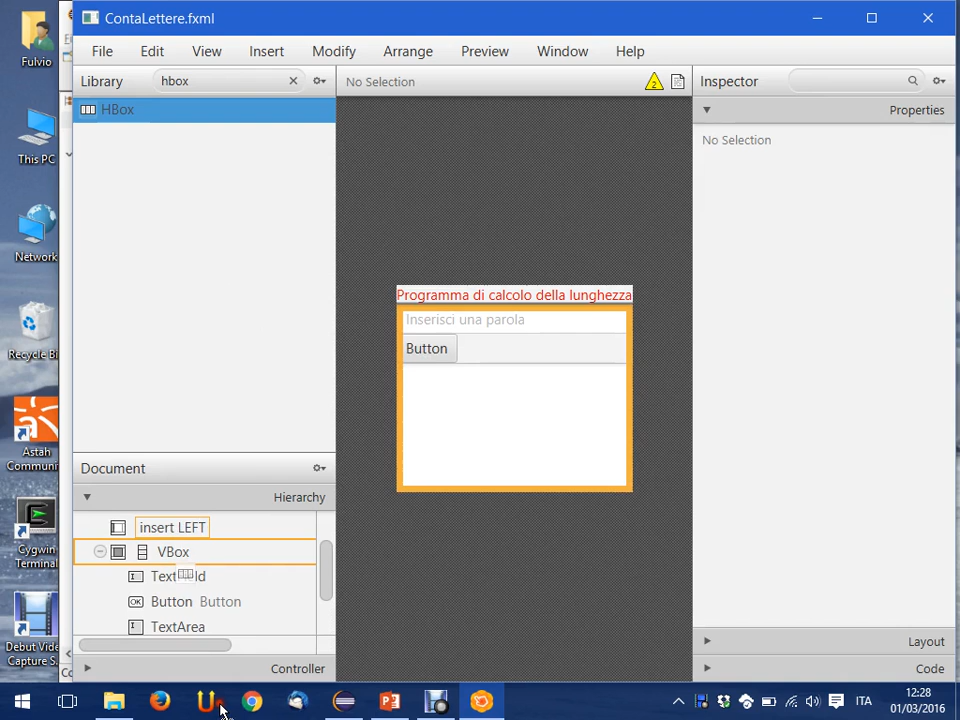 ContaLettere.fxml
File Edit View Insert Modify Arrange Preview Window Help
Library hbox
No Selection
Inspector
HBox
Properties
No Selection
Programma di calcolo della lunghezza
Inserisci una parola
Button
Document
Hierarchy
insert LEFT
VBox
Button Button
TextArea
Controller
Layout
Code
Fulvio
This PC
Network
Recycle Bi
Astah
Commun
Cygwin
Terminal
Debut Vid
Capture S
ITA
12:28
01/03/2016